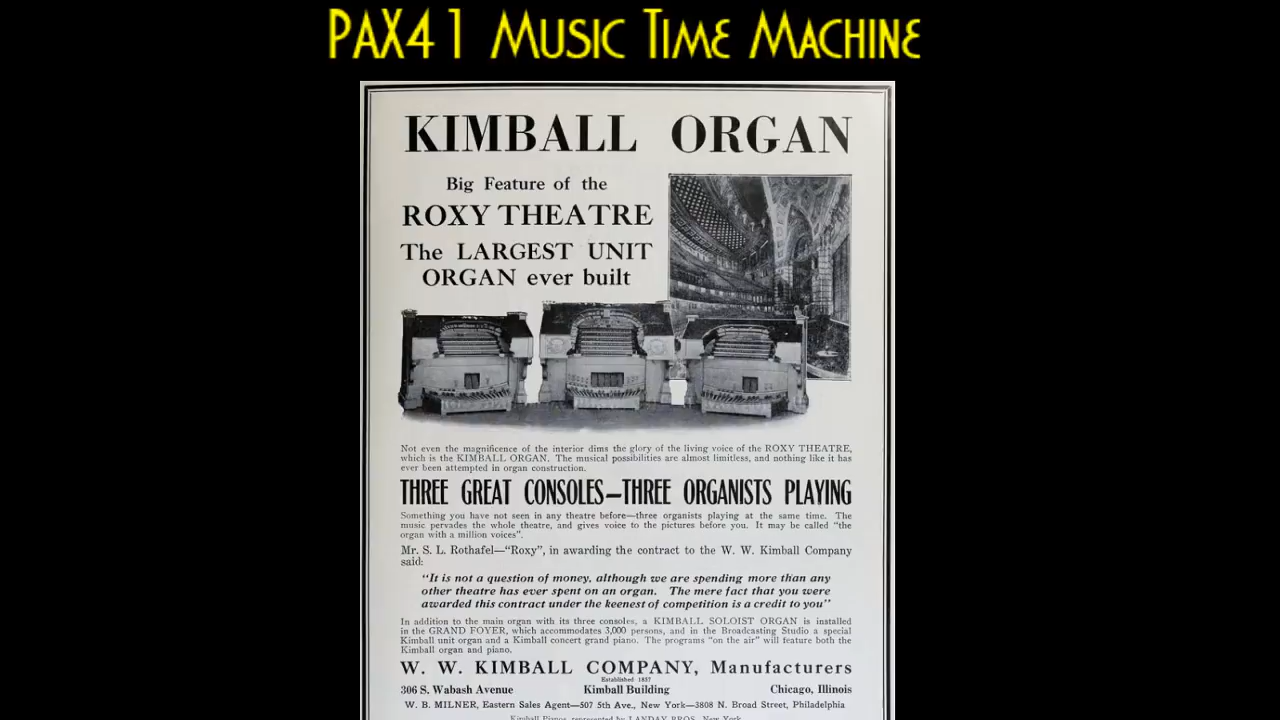 PAX41 MUSIC TIME MACHINE
KIMBALL ORGAN
Big Feature of the
ROXY THEATRE
The LARGEST UNIT
ORGAN ever built
Not even the magnificence of the interior dims the glory of the living voice of the ROXY THEATRE,
which is the KIMBALL ORGAN. The musical possibilities are almost limitless, and nothing like it has
ever been attempted in organ construction.
THREE GREAT CONSOLES—THREE ORGANISTS PLAYING
Something you have not seen in any theatre before—three organists playing at the same time. The
music pervades the whole theatre, and gives voice to the pictures before you. It may be called "the
organ with a million voices".
Mr. S. L. Rothafel—"Roxy", in awarding the contract to the W. W. Kimball Company
said:
"It is not a question of money, although we are spending more than any
other theatre has ever spent on an organ. The mere fact that you were
awarded this contract under the keenest of competition is a credit to you"
In addition to the main organ with its three consoles, a KIMBALL SOLOIST ORGAN is installed
in the GRAND FOYER, which accommodates 3,000 persons, and in the Broadcasting Studio a special
Kimball unit organ and a Kimball concert grand piano. The programs "on the air" will feature both the
Kimball organ and piano.
W. W. KIMBALL COMPANY, Manufacturers
Established 1857
306 S. Wabash Avenue Kimball Building Chicago, Illinois
W. B. MILNER, Eastern Sales Agent—507 5th Ave., New York—3808 N. Broad Street, Philadelphia
Kimball Pianos, represented by LANDAY BROS., New York